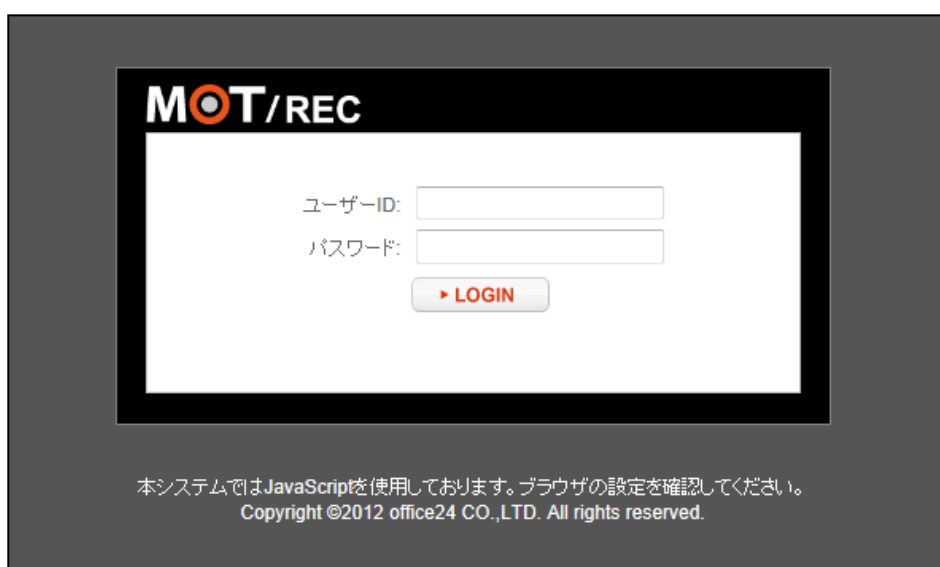 MOT/REC
ユーザーID:
パスワード:
LOGIN
本システムではJavaScriptを使用しております。ブラウザの設定を確認してください。
Copyright ©2012 office24 CO.,LTD. All rights reserved.